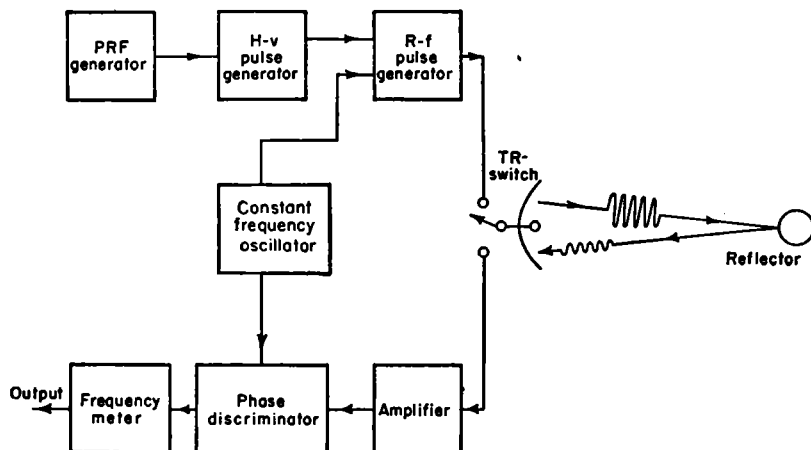 PRF
generator
H-v
pulse
generator
R-f
pulse
generator
TR-
switch
Constant
frequency
oscillator
Reflector
Output
Frequency
meter
Phase
discriminator
Amplifier